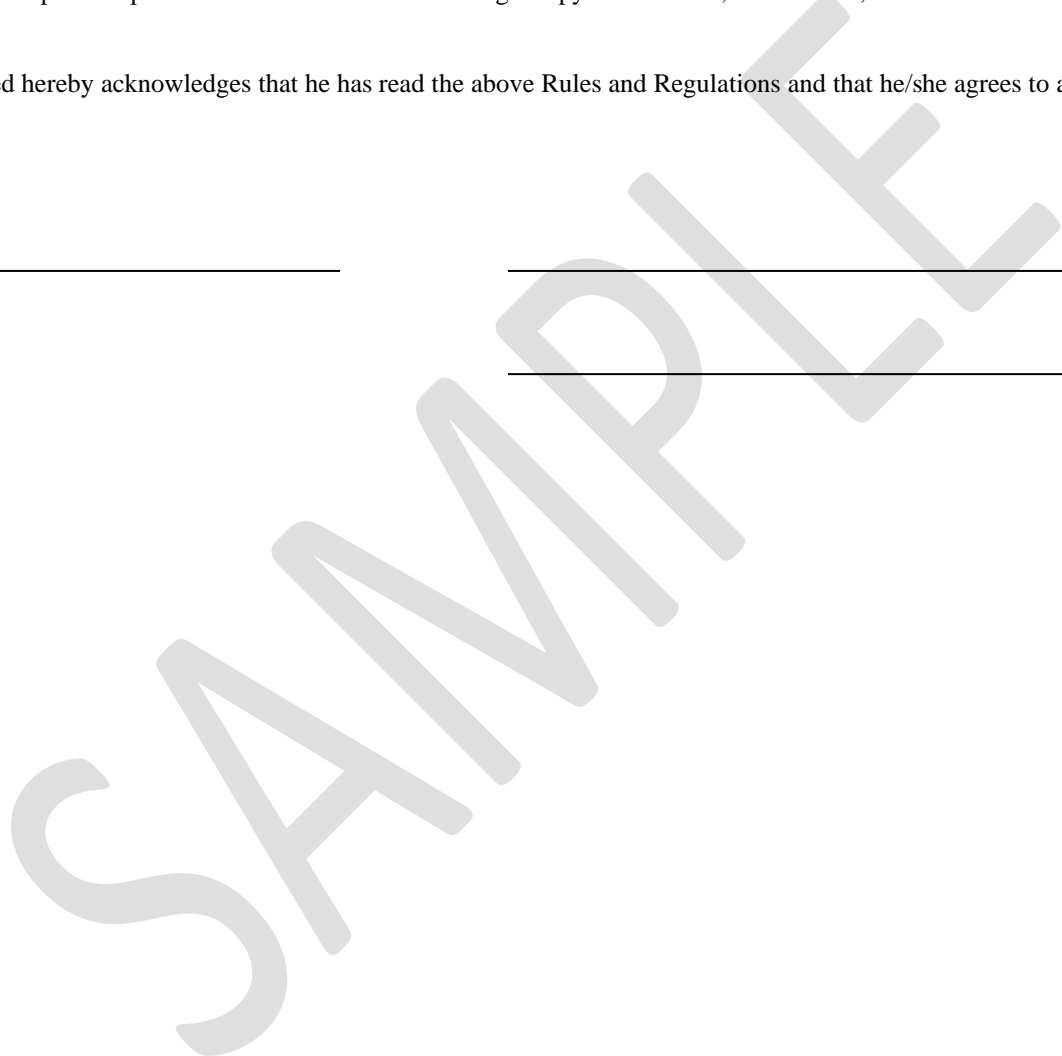 hereby acknowledges that he has read the above Rules and Regulations and that he/she agrees to
SAMPLE